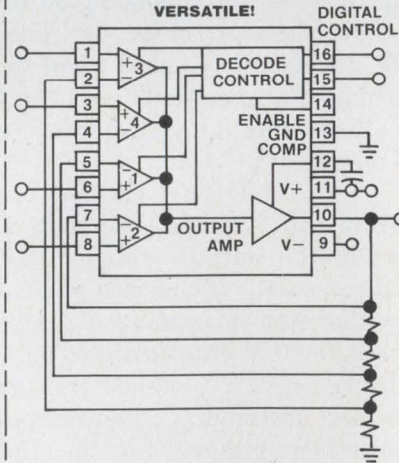 VERSATILE!
DIGITAL
CONTROL
1
2
3
4
5
6
7
8
+
3
−
+
4
−
−
1
+
−
2
+
DECODE
CONTROL
16
15
14
ENABLE
GND
13
COMP
12
V+
11
OUTPUT
AMP
10
V−
9